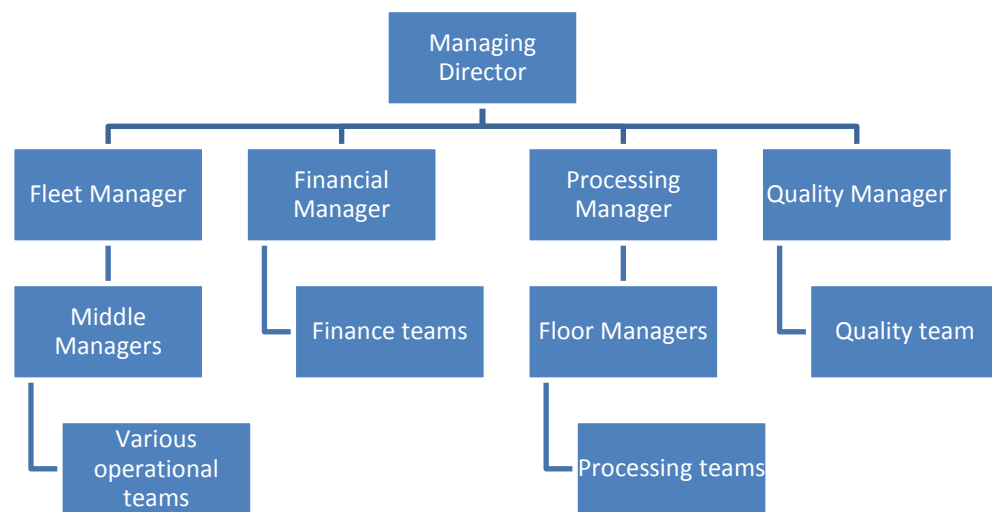 Managing
Director
Fleet Manager
Financial
Manager
Processing
Manager
Quality Manager
Middle
Managers
Finance teams
Floor Managers
Quality team
Various
operational
teams
Processing teams